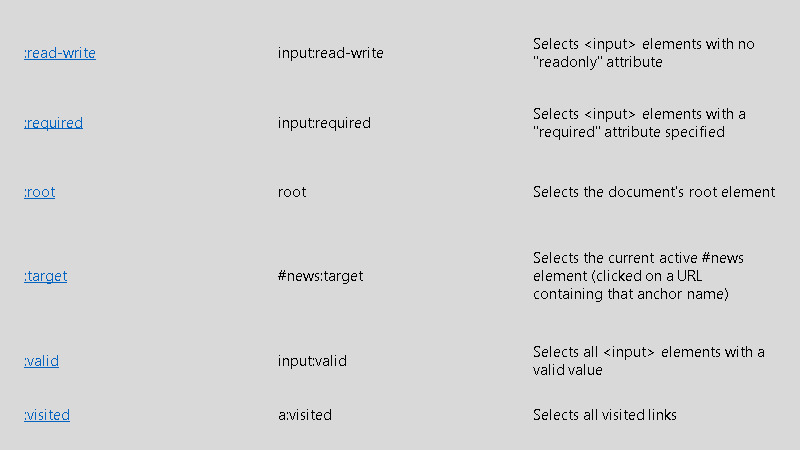 :read-write
input:read-write
Selects <input> elements with no
"readonly" attribute
:required
input:required
Selects <input> elements with a
"required" attribute specified
:root
root
Selects the document's root element
:target
#news:target
Selects the current active #news
element (clicked on a URL
containing that anchor name)
:valid
input:valid
Selects all <input> elements with a
valid value
:visited
a:visited
Selects all visited links